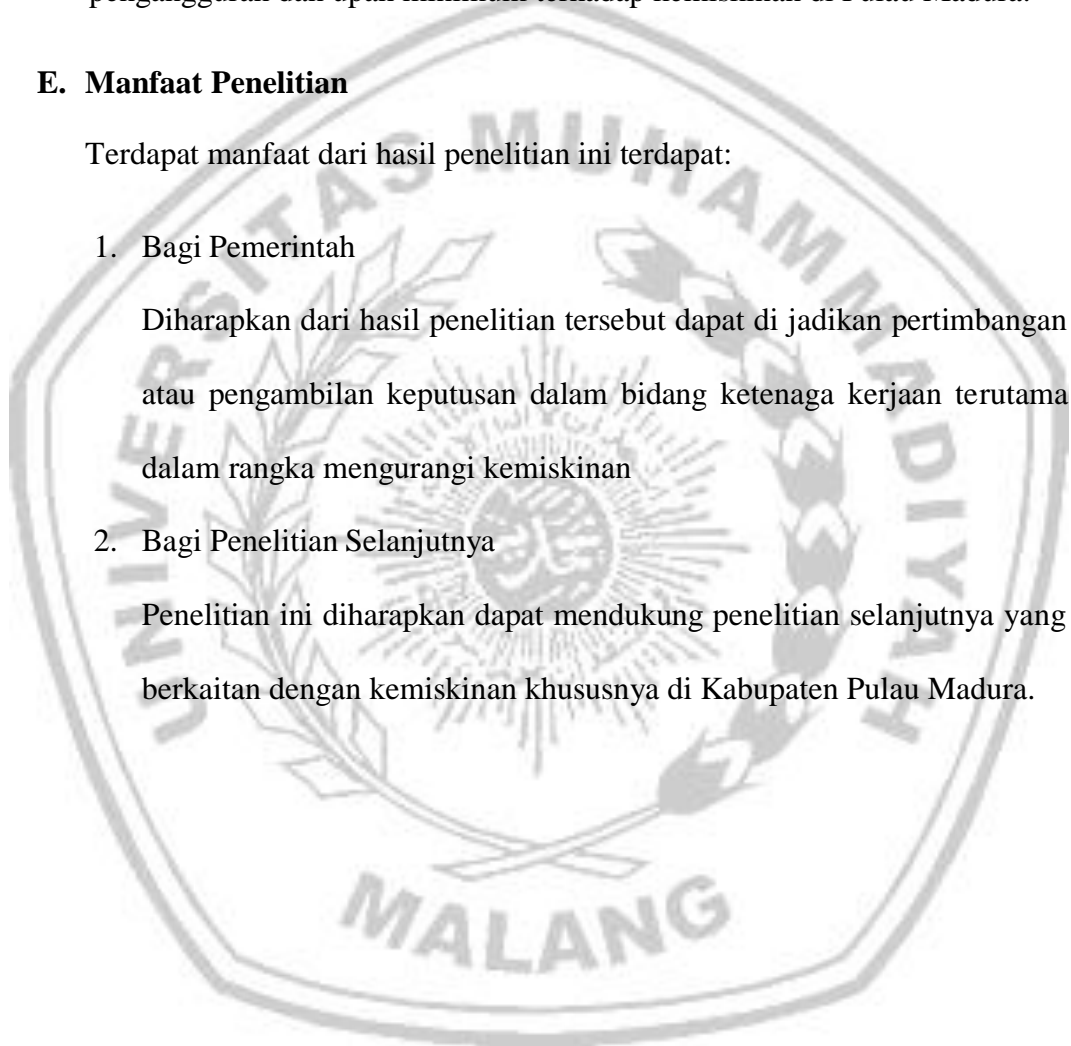 pengangguran dan upah minimum terhadap kemiskinan di Pulau Madura.
E. Manfaat Penelitian
Terdapat manfaat dari hasil penelitian ini terdapat:
1. Bagi Pemerintah
Diharapkan dari hasil penelitian tersebut dapat di jadikan pertimbangan
atau pengambilan keputusan dalam bidang ketenaga kerjaan terutama
dalam rangka mengurangi kemiskinan
2. Bagi Penelitian Selanjutnya
Penelitian ini diharapkan dapat mendukung penelitian selanjutnya yang
berkaitan dengan kemiskinan khususnya di Kabupaten Pulau Madura.
UNIVERSITAS MUHAMMADIYAH
MALANG